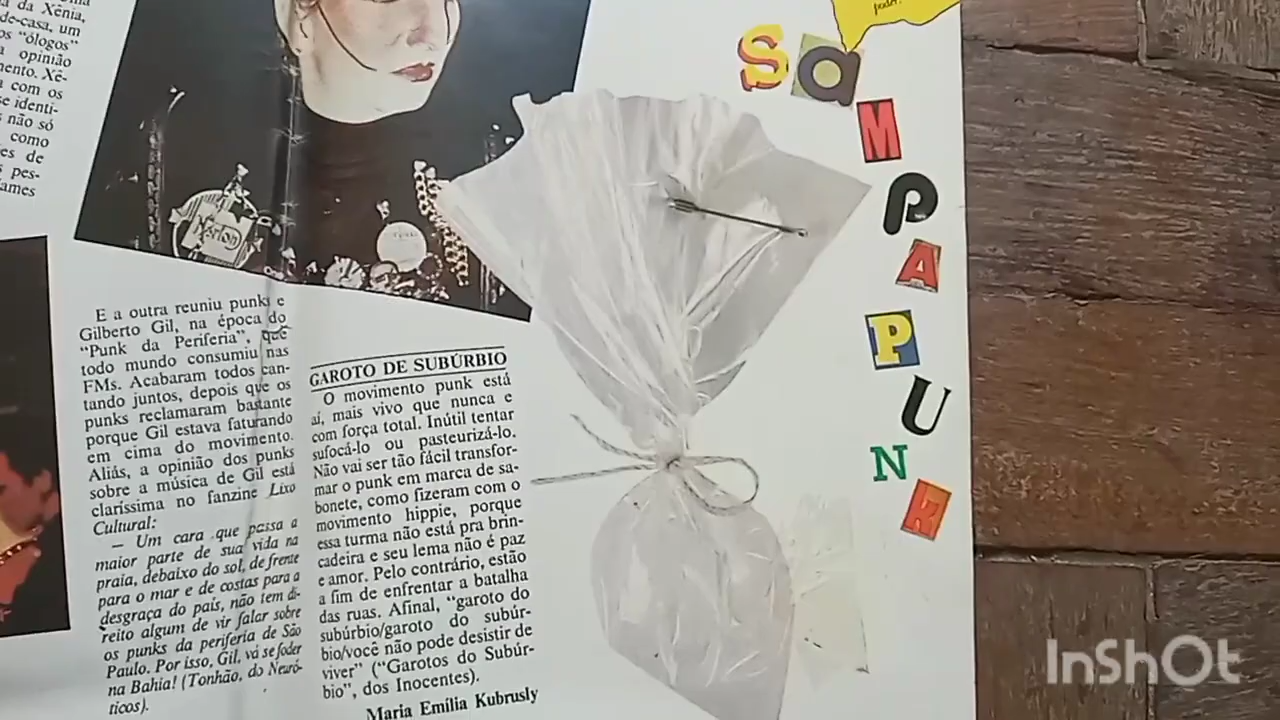 da Xênia,
de-casa, um
os “ólogos”
opinião
mento. Xê-
com os
se identi-
não só
como
es de
pes-
ames
Norton
E a outra reuniu punks e
Gilberto Gil, na época do
“Punk da Periferia”, que
todo mundo consumiu nas
FMs. Acabaram todos can-
tando juntos, depois que os
punks reclamaram bastante
porque Gil estava faturando
em cima do movimento.
Aliás, a opinião dos punks
sobre a música de Gil está
claríssima no fanzine Lixo
Cultural:
— Um cara que passa a
maior parte de sua vida na
praia, debaixo do sol, de frente
para o mar e de costas para a
desgraça do país, não tem di-
reito algum de vir falar sobre
os punks da periferia de São
Paulo. Por isso, Gil, vá se foder
na Bahia! (Tonhão, do Neuró-
ticos).
GAROTO DE SUBÚRBIO
O movimento punk está
aí, mais vivo que nunca e
com força total. Inútil tentar
sufocá-lo ou pasteurizá-lo.
Não vai ser tão fácil transfor-
mar o punk em marca de sa-
bonete, como fizeram com o
movimento hippie, porque
essa turma não está pra brin-
cadeira e seu lema não é paz
e amor. Pelo contrário, estão
a fim de enfrentar a batalha
das ruas. Afinal, “garoto do
subúrbio/garoto do subúr-
bio/você não pode desistir de
viver” (“Garotos do Subúr-
bio”, dos Inocentes).
Maria Emília Kubrusly
poder.
SaMPA PUNK
InShOt